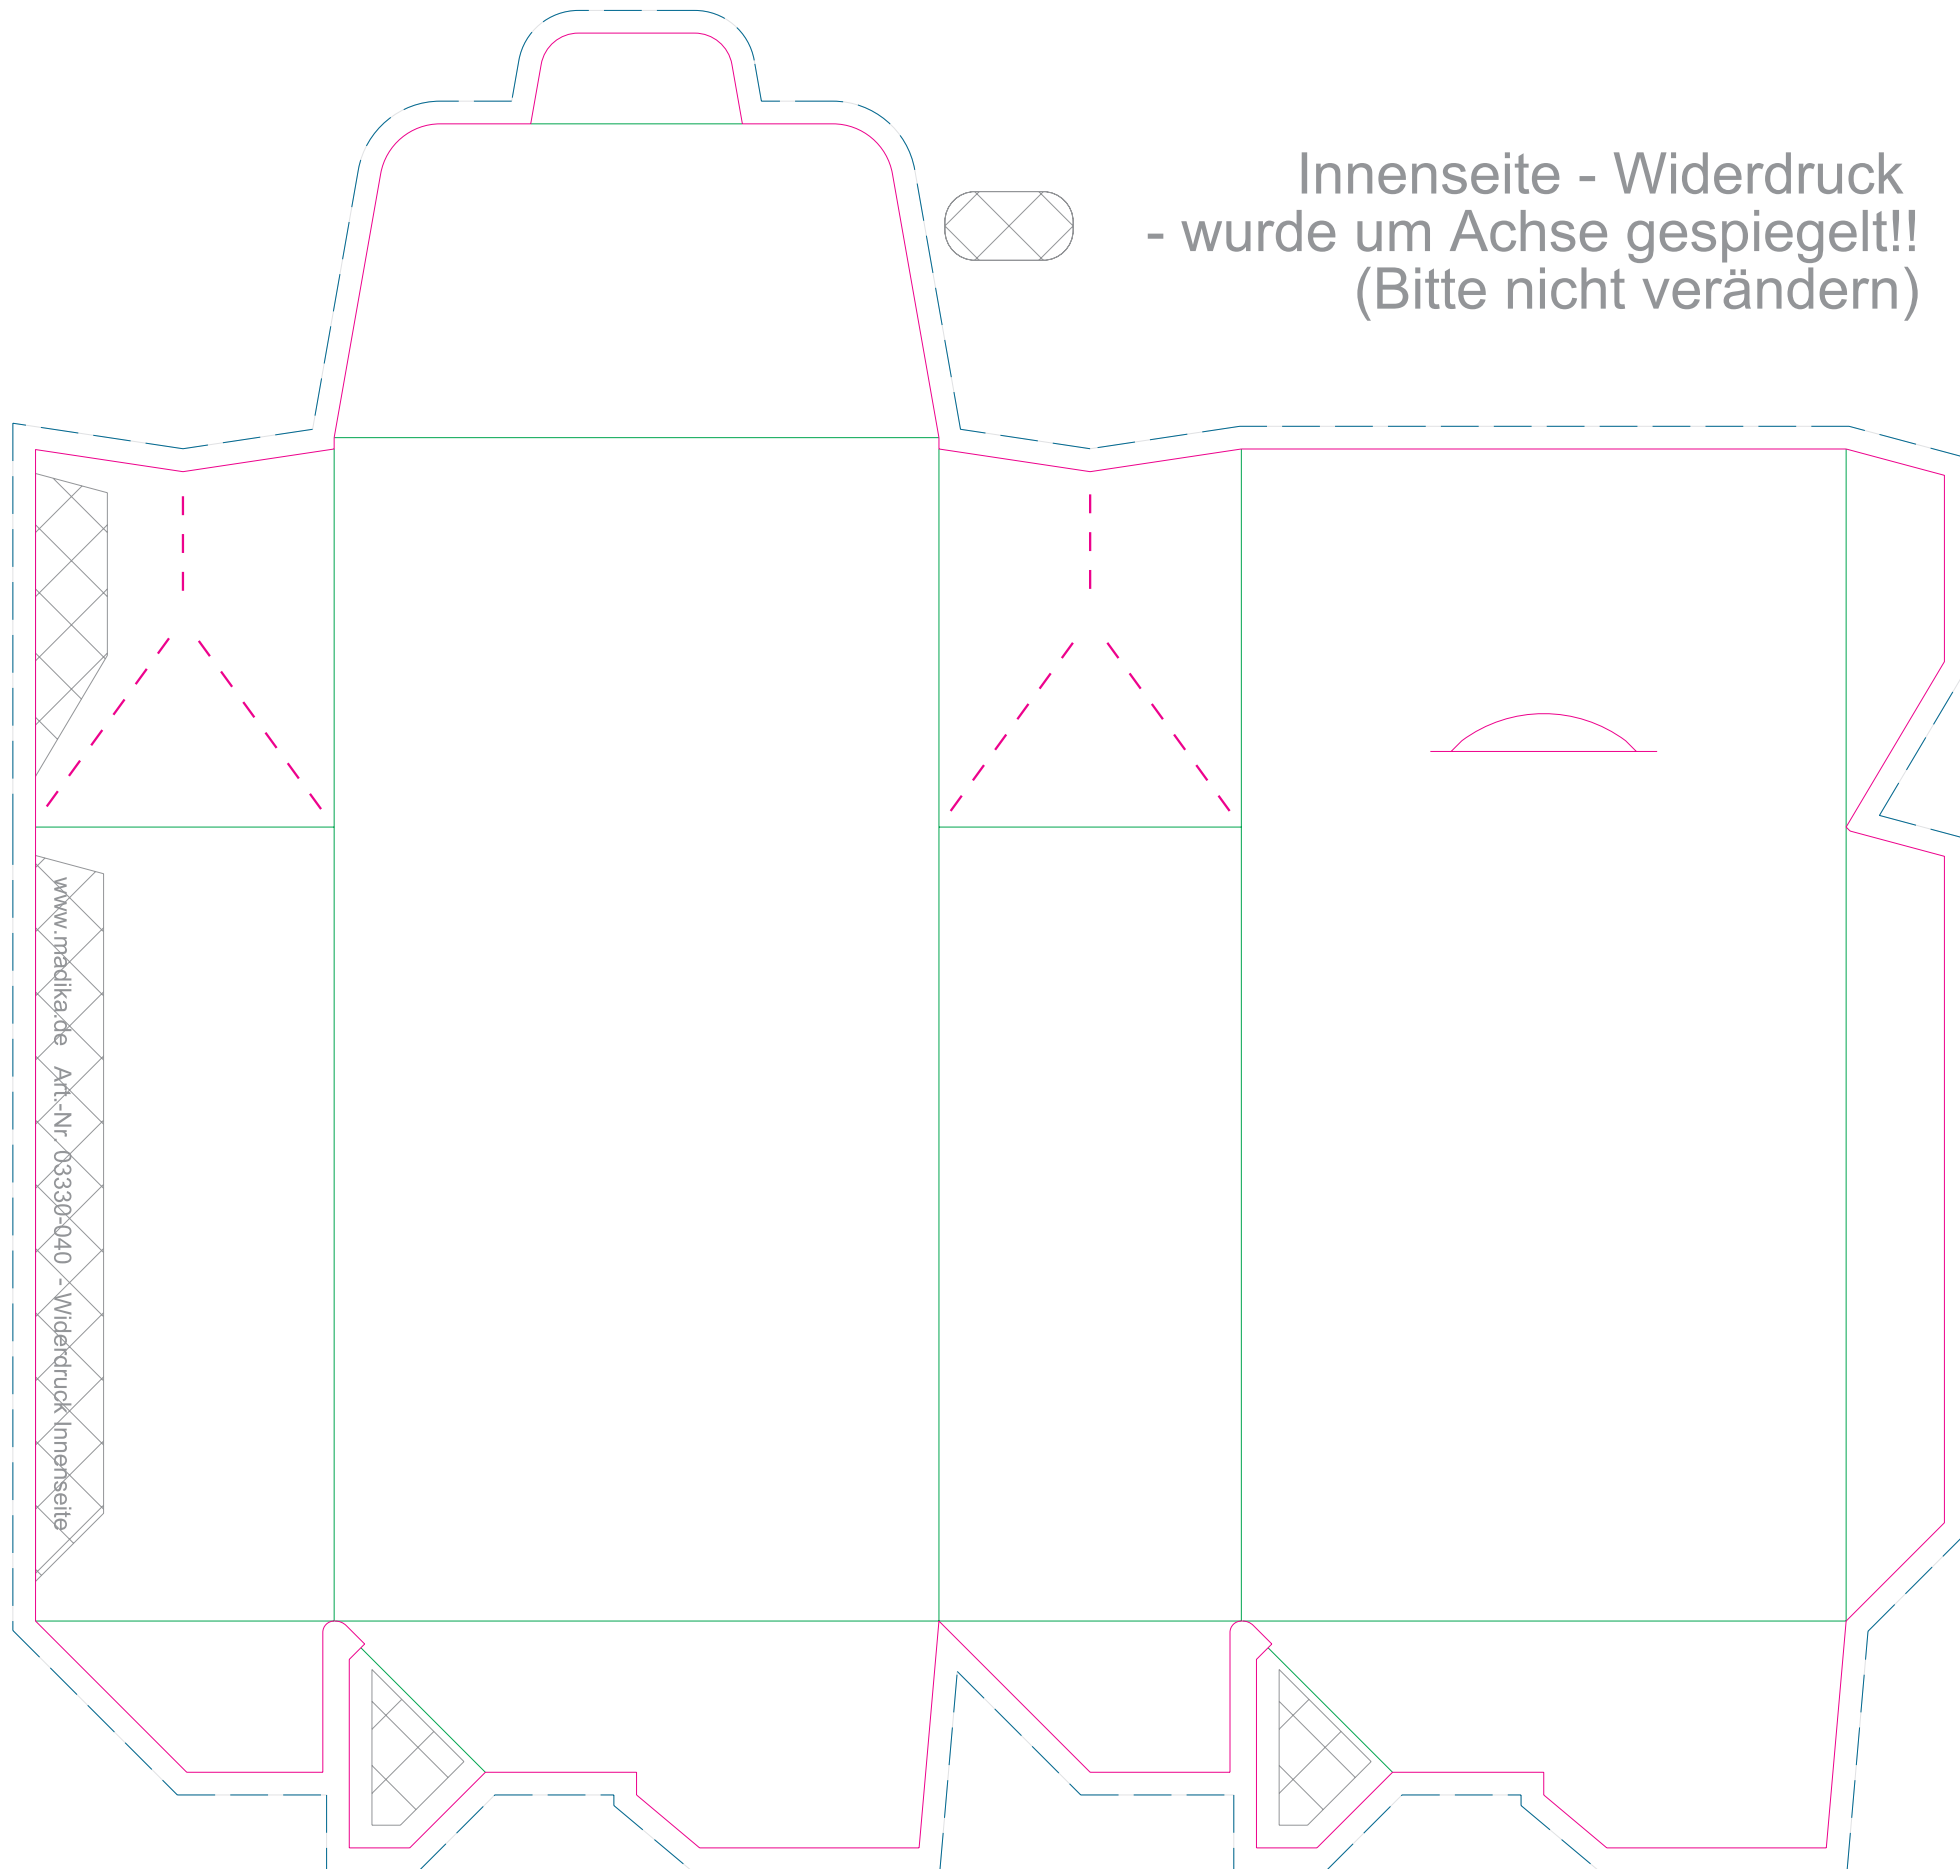 Innenseite - Widerdruck
- wurde um Achse gespiegelt!!
(Bitte nicht verändern)
www.madika.de Art.-Nr. 03330-040 - Widerdruck Innenseite